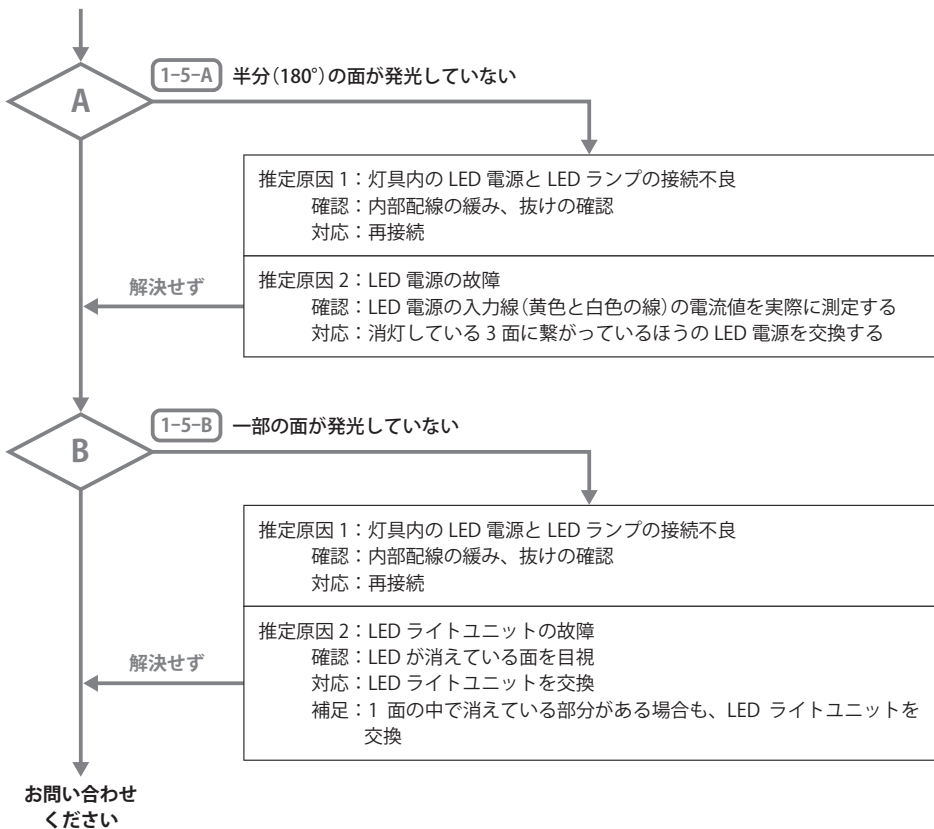 1-5-A 半分（180°）の面が発光していない
A
推定原因 1：灯具内の LED 電源と LED ランプの接続不良
確認：内部配線の緩み、抜けの確認
対応：再接続
推定原因 2：LED 電源の故障
確認：LED 電源の入力線（黄色と白色の線）の電流値を実際に測定する
対応：消灯している 3 面に繋がっているほうの LED 電源を交換する
解決せず
1-5-B 一部の面が発光していない
B
推定原因 1：灯具内の LED 電源と LED ランプの接続不良
確認：内部配線の緩み、抜けの確認
対応：再接続
推定原因 2：LED ライトユニットの故障
確認：LED が消えている面を目視
対応：LED ライトユニットを交換
補足：1 面の中で消えている部分がある場合も、LED ライトユニットを
交換
解決せず
お問い合わせ
ください